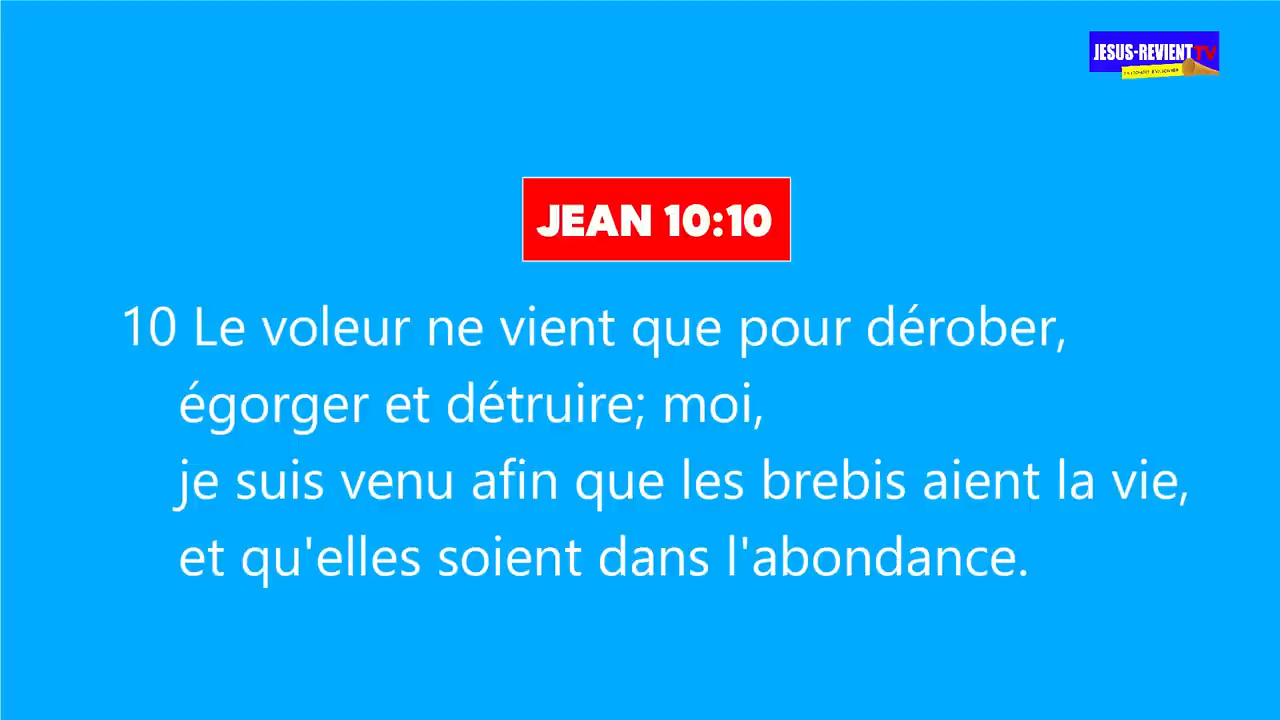 JESUS-REVIENT TV
JEAN 10:10
10 Le voleur ne vient que pour dérober,
égorger et détruire; moi,
je suis venu afin que les brebis aient la vie,
et qu'elles soient dans l'abondance.